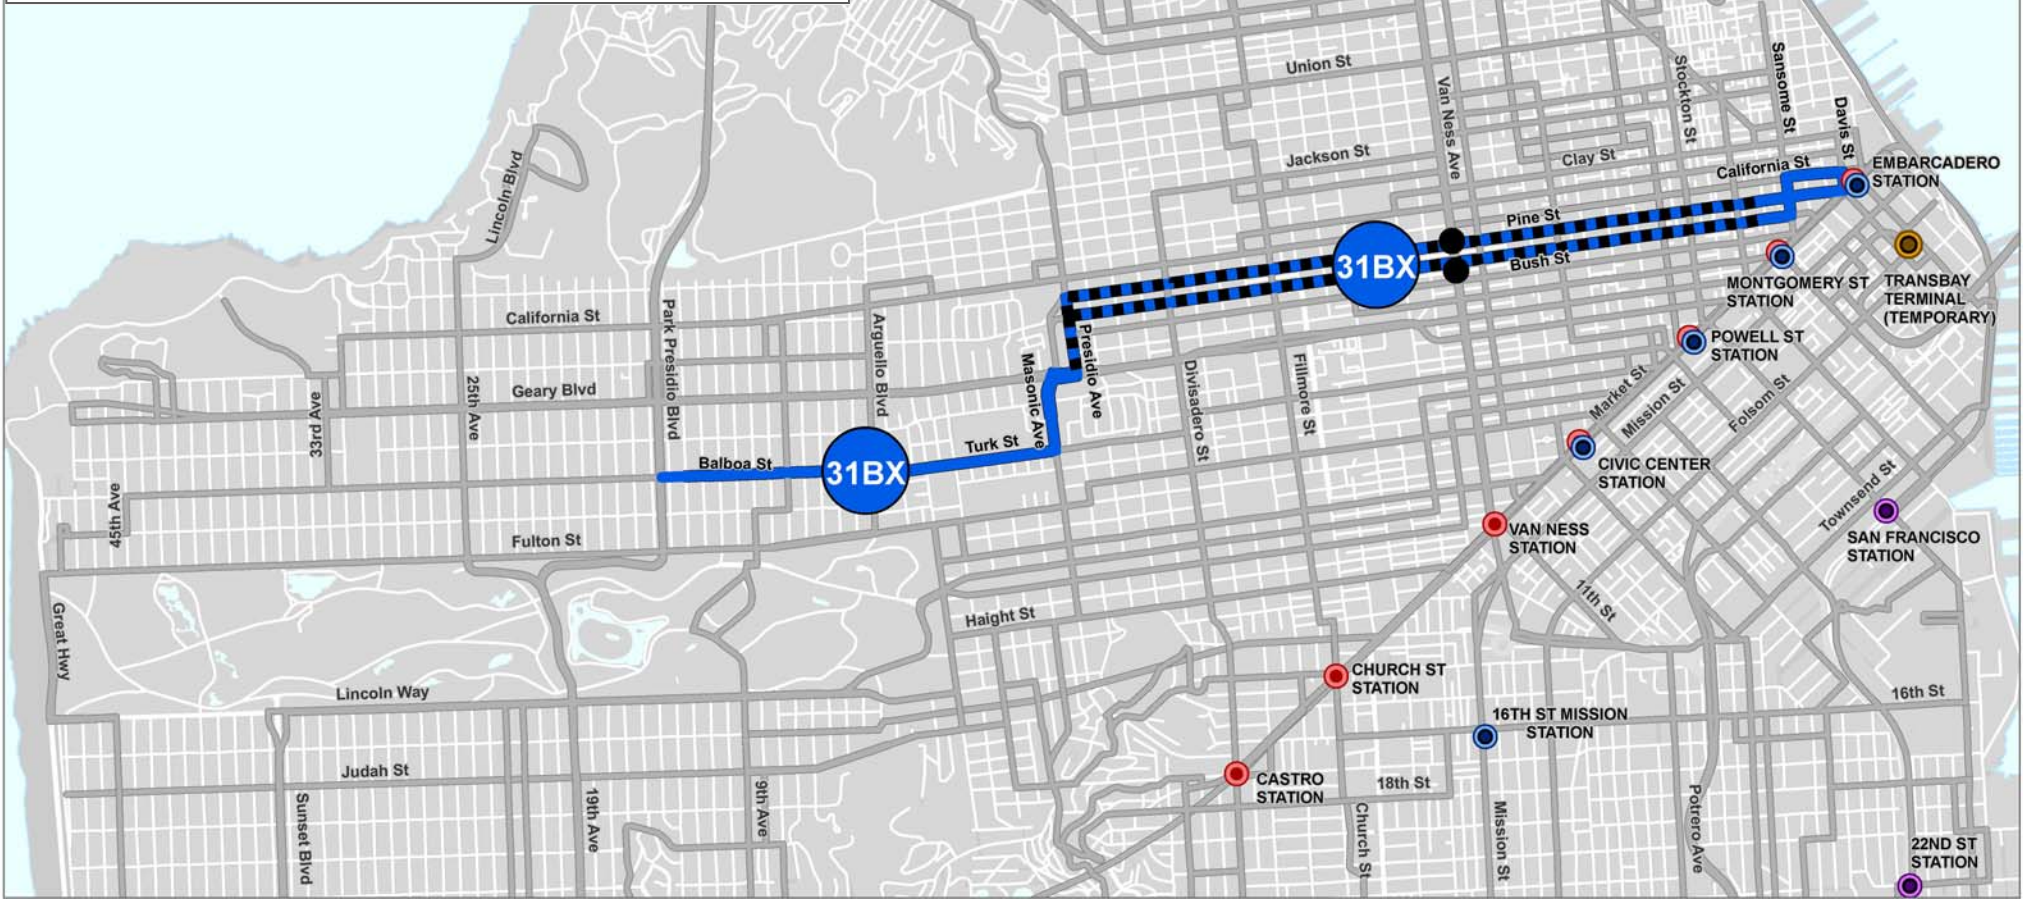 Union St
Van Ness Ave
Stockton St
Sansome St
Davis St
Jackson St
Clay St
California St
EMBARCADERO
STATION
Lincoln Blvd
Pine St
31BX
Bush St
MONTGOMERY ST
STATION
TRANSBAY
TERMINAL
(TEMPORARY)
California St
Park Presidio Blvd
Arguello Blvd
Masonic Ave
Presidio Ave
POWELL ST
STATION
25th Ave
Geary Blvd
33rd Ave
Divisadero St
Fillmore St
Market St
Mission St
Folsom St
Turk St
Balboa St
31BX
CIVIC CENTER
STATION
45th Ave
Townsend St
Fulton St
VAN NESS
STATION
SAN FRANCISCO
STATION
Great Hwy
Haight St
11th St
CHURCH ST
STATION
Lincoln Way
16th St
16TH ST MISSION
STATION
Judah St
CASTRO
STATION
18th St
Sunset Blvd
19th Ave
9th Ave
Church St
Mission St
Potrero Ave
22ND ST
STATION